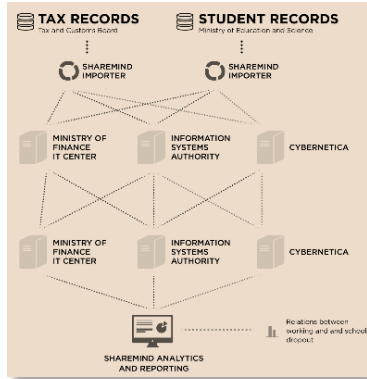 TAX RECORDS
Tax and Customs Board
STUDENT RECORDS
Ministry of Education and Science
SHAREMIND
IMPORTER
SHAREMIND
IMPORTER
MINISTRY OF
FINANCE
IT CENTER
INFORMATION
SYSTEMS
AUTHORITY
CYBERNETICA
MINISTRY OF
FINANCE
IT CENTER
INFORMATION
SYSTEMS
AUTHORITY
CYBERNETICA
Relations between
working and and school
dropout
SHAREMIND ANALYTICS
AND REPORTING